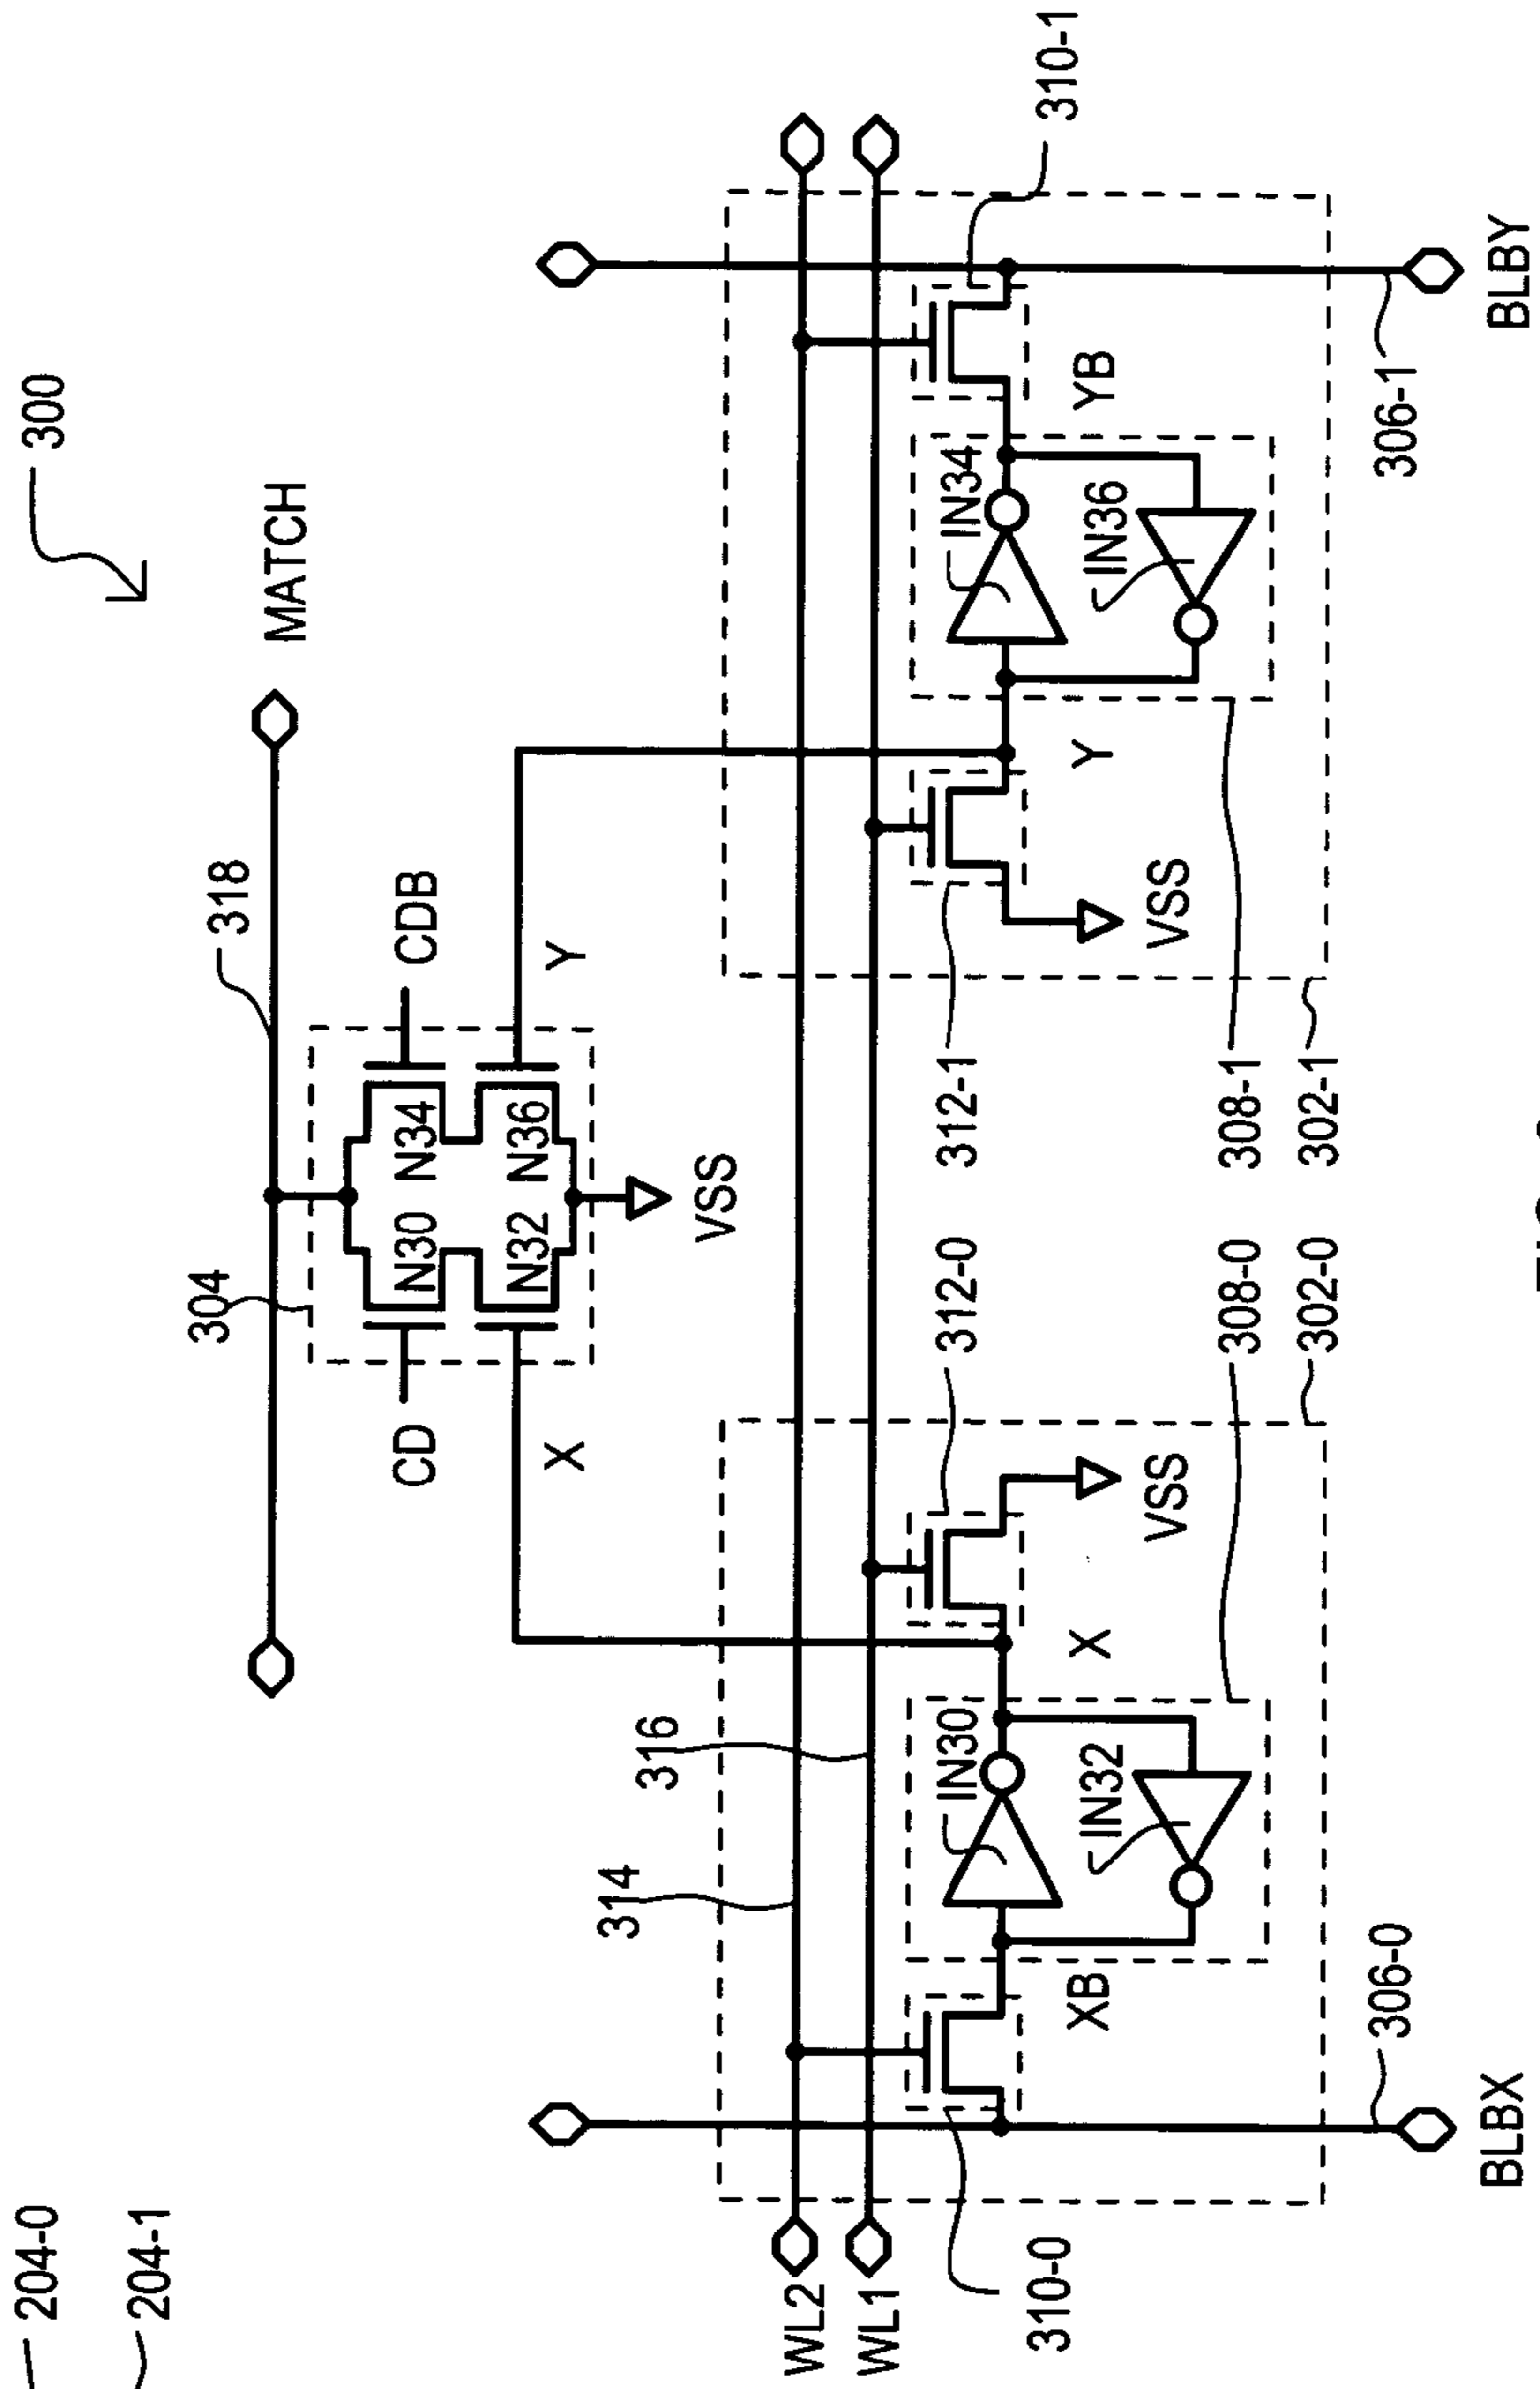 204-0
204-1
300
MATCH
318
304
CD
CDB
N30
N34
N32
N36
X
Y
VSS
314
316
WL2
WL1
310-0
310-1
312-0
312-1
IN30
IN34
XB
X
Y
YB
IN32
IN36
VSS
VSS
308-0
308-1
302-0
302-1
306-0
306-1
BLBX
BLBY